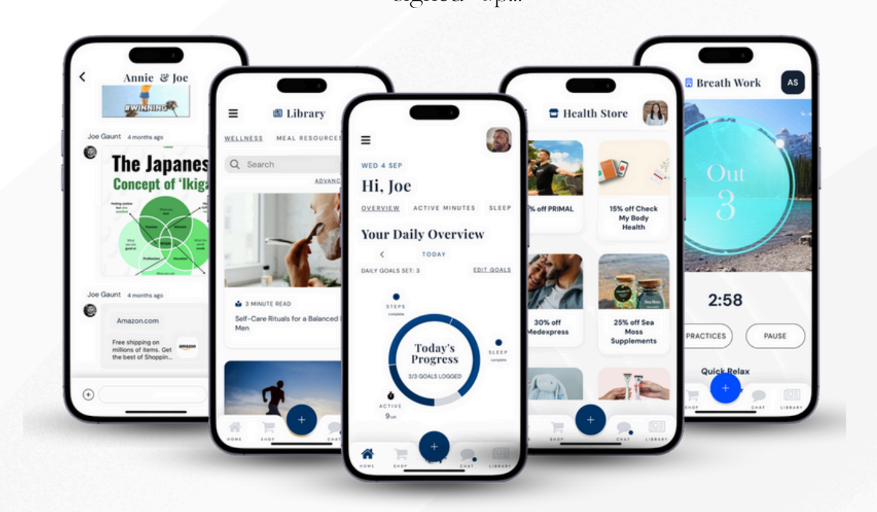 signed up...
Annie & Joe
#WINNING
Joe Gaunt 4 months ago
The Japanes
Concept of 'Ikiga
Joe Gaunt 4 months ago
Amazon.com
Free shipping on
millions of items. Get
the best of Shoppin...
amazon
Library
WELLNESS MEAL RESOURCES
Search
ADVANC
3 MINUTE READ
Self-Care Rituals for a Balanced
Men
HOME SHOP CHAT
WED 4 SEP
Hi, Joe
OVERVIEW ACTIVE MINUTES SLEEP
Your Daily Overview
TODAY
DAILY GOALS SET: 3 EDIT GOALS
STEPS
complete
Today's
Progress
3/3 GOALS LOGGED
SLEEP
complete
ACTIVE
9
HOME SHOP CHAT LIBRARY
Health Store
% off PRIMAL
15% off Check
My Body
Health
30% off
Medexpress
25% off Sea
Moss
Supplements
SHOP CHAT LIBRARY
Breath Work AS
Out
3
2:58
PRACTICES PAUSE
Quick Relax
SHOP CHAT LIBRARY